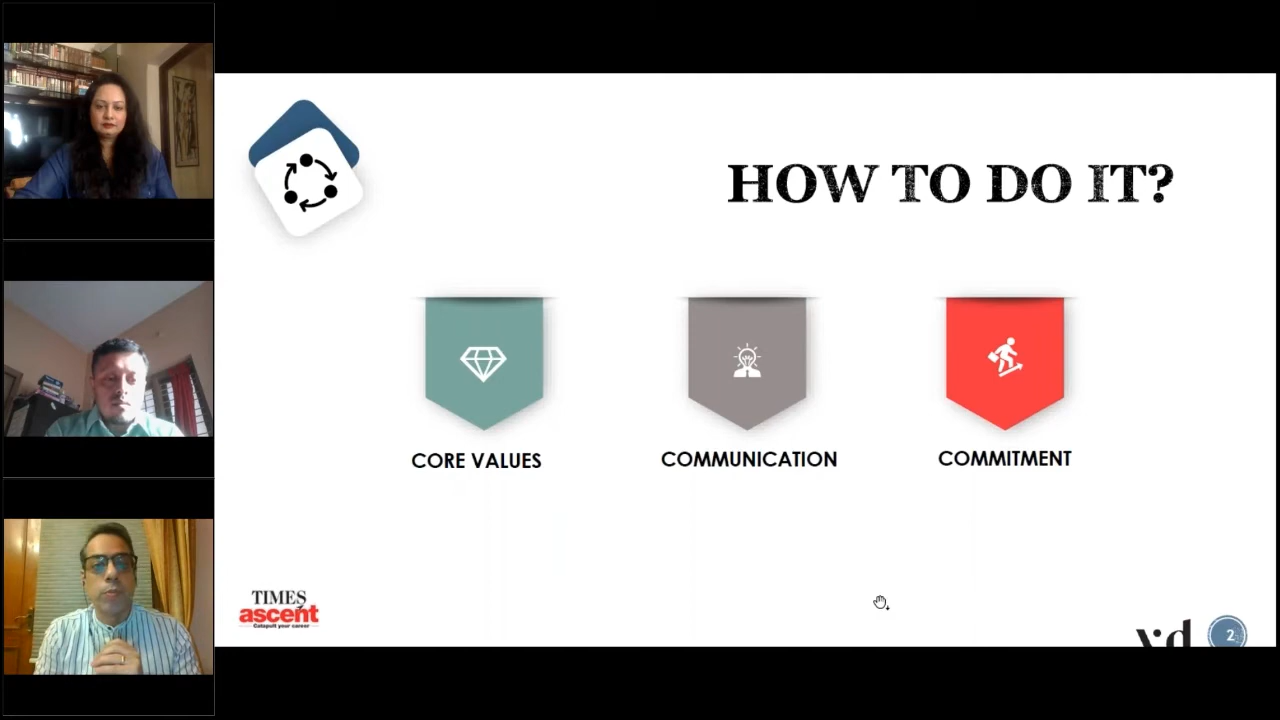 HOW TO DO IT?
CORE VALUES
COMMUNICATION
COMMITMENT
TIMES
ascent
Catapult your career
2